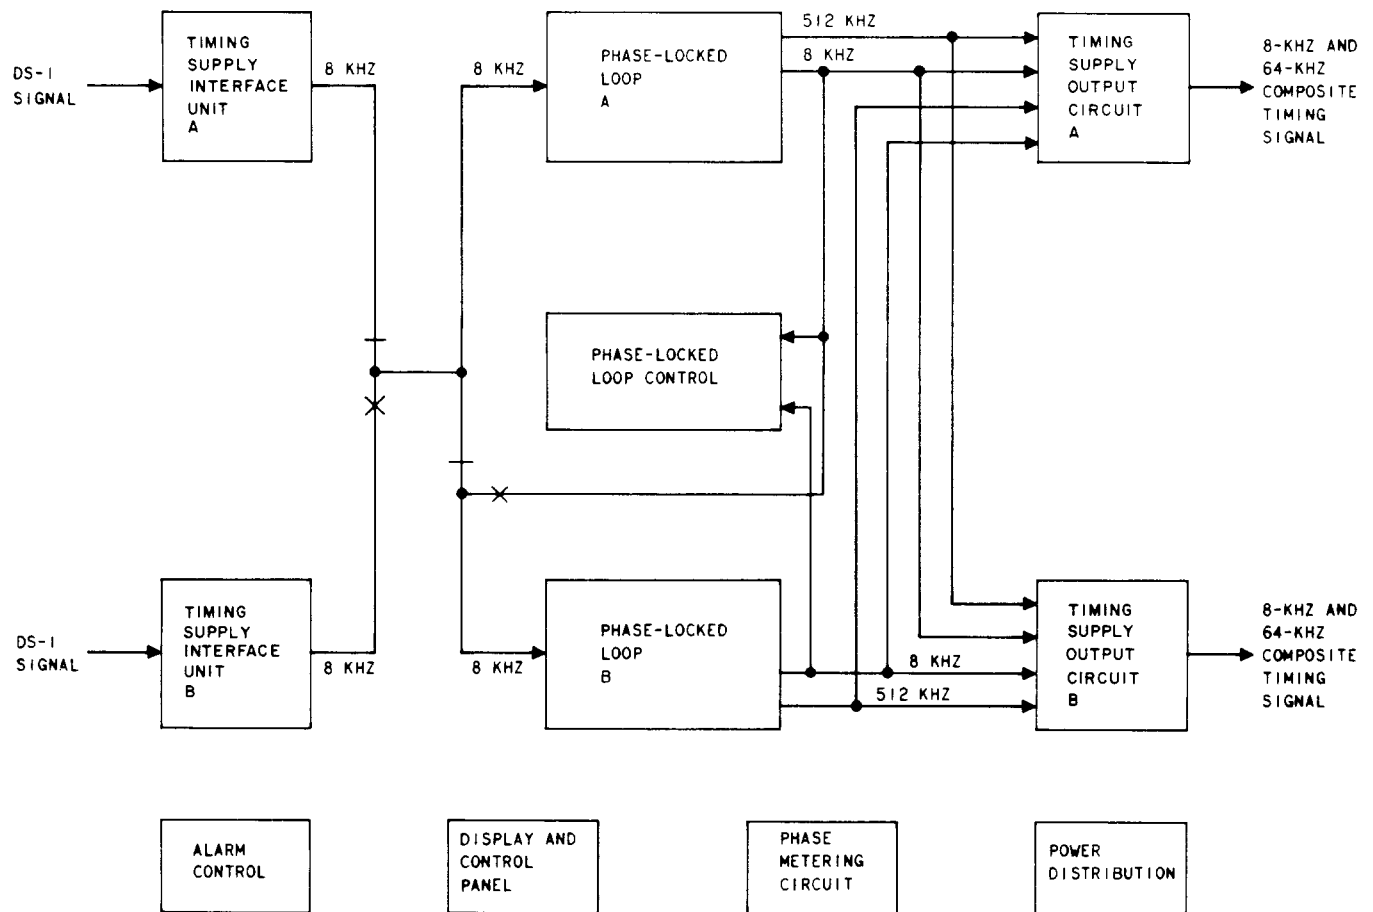 DS-1
SIGNAL
TIMING
SUPPLY
INTERFACE
UNIT
A
8 KHZ
8 KHZ
PHASE-LOCKED
LOOP
A
512 KHZ
8 KHZ
TIMING
SUPPLY
OUTPUT
CIRCUIT
A
8-KHZ AND
64-KHZ
COMPOSITE
TIMING
SIGNAL
PHASE-LOCKED
LOOP CONTROL
DS-1
SIGNAL
TIMING
SUPPLY
INTERFACE
UNIT
B
8 KHZ
8 KHZ
PHASE-LOCKED
LOOP
B
8 KHZ
512 KHZ
TIMING
SUPPLY
OUTPUT
CIRCUIT
B
8-KHZ AND
64-KHZ
COMPOSITE
TIMING
SIGNAL
ALARM
CONTROL
DISPLAY AND
CONTROL
PANEL
PHASE
METERING
CIRCUIT
POWER
DISTRIBUTION